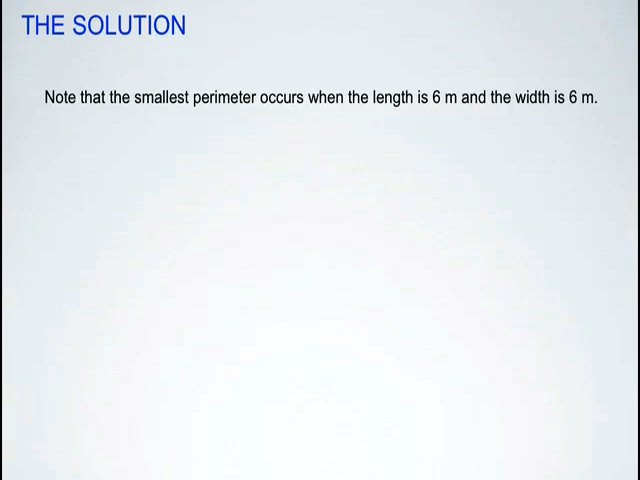 THE SOLUTION
Note that the smallest perimeter occurs when the length is 6 m and the width is 6 m.